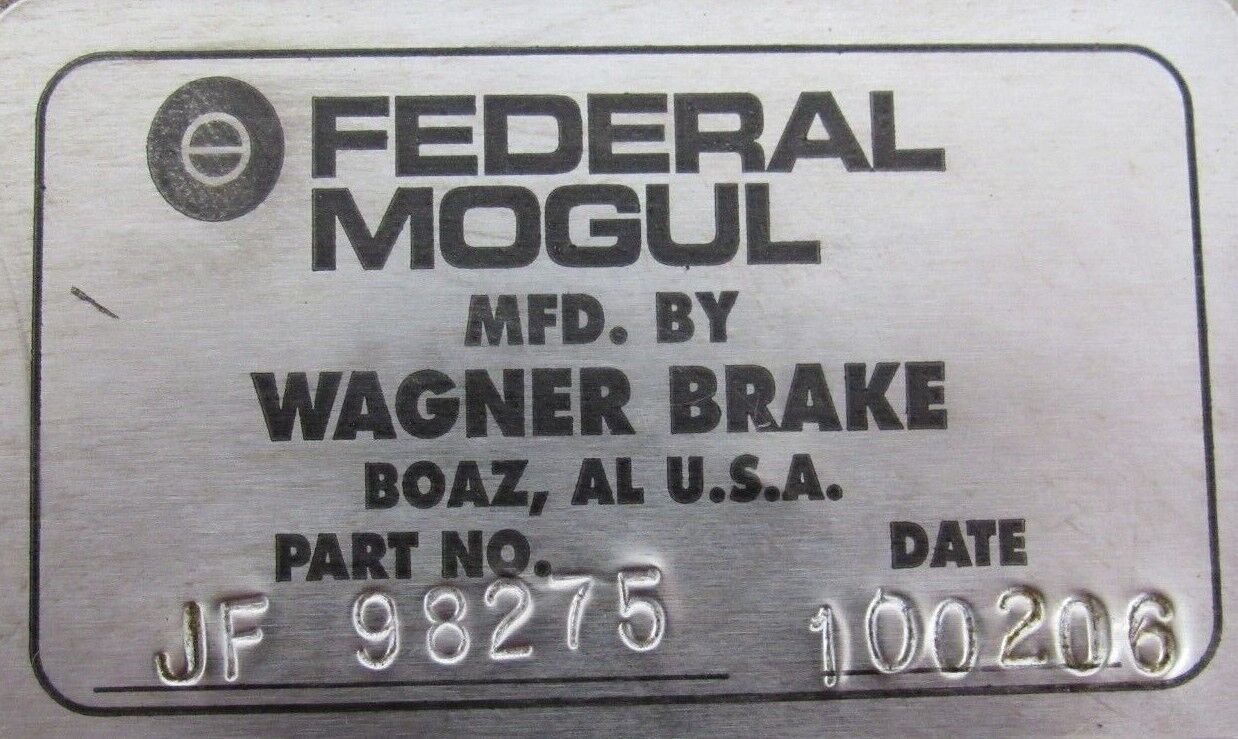 FEDERAL
MOGUL
MFD. BY
WAGNER BRAKE
BOAZ, AL U.S.A.
PART NO. DATE
JF 98275 100206